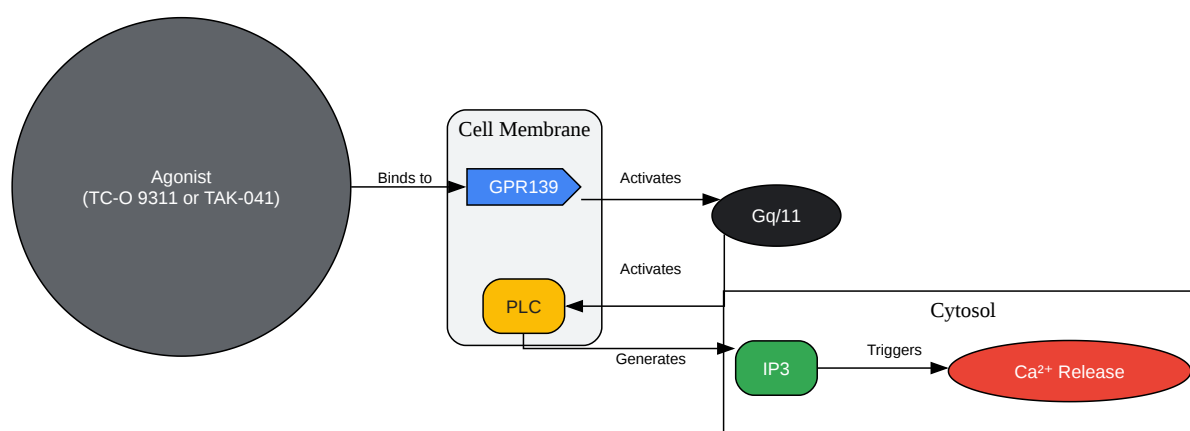 Agonist
(TC-O 9311 or TAK-041)
Binds to
Cell Membrane
GPR139
Activates
Gq/11
Activates
PLC
Generates
Cytosol
IP3
Triggers
Ca²⁺ Release